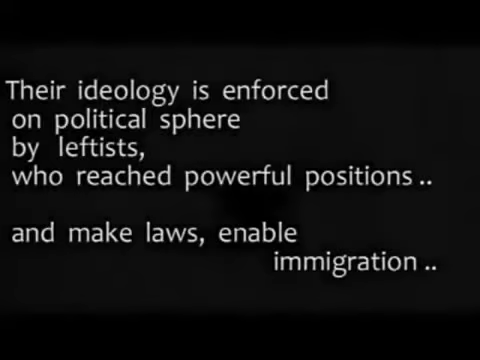 Their ideology is enforced
on political sphere
by leftists,
who reached powerful positions ..
and make laws, enable
immigration ..